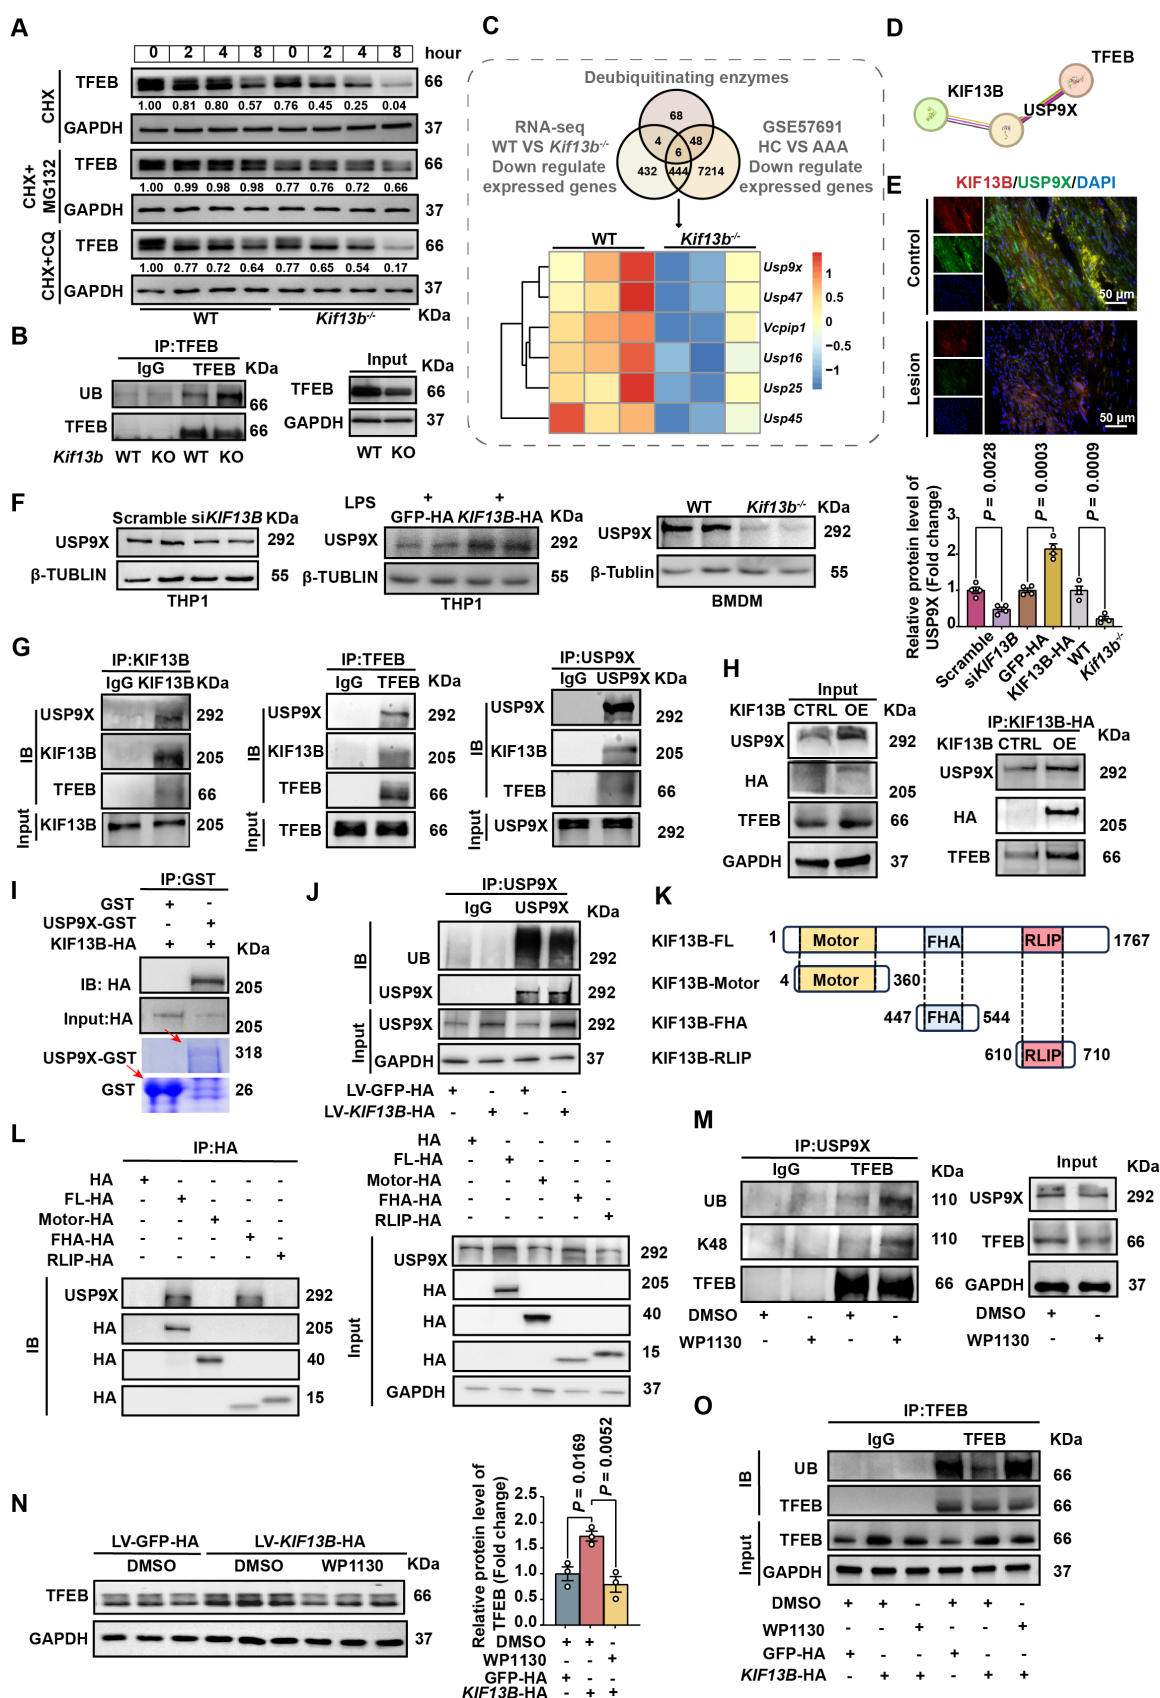 A
0 2 4 8 0 2 4 8 hour
CHX
TFEB 66
1.00 0.81 0.80 0.57 0.76 0.45 0.25 0.04
GAPDH 37
CHX+
MG132
TFEB 66
1.00 0.99 0.98 0.98 0.77 0.76 0.72 0.66
GAPDH 37
CHX+CQ
TFEB 66
1.00 0.77 0.72 0.64 0.77 0.65 0.54 0.17
GAPDH 37
WT Kif13b-/- KDa
B
IP:TFEB
IgG TFEB KDa
UB 66
TFEB 66
Kif13b WT KO WT KO
Input KDa
TFEB 66
GAPDH 37
WT KO
C
Deubiquitinating enzymes
RNA-seq
WT VS Kif13b-/-
Down regulate
expressed genes
GSE57691
HC VS AAA
Down regulate
expressed genes
68
4 48
6
432 444 7214
WT Kif13b-/-
Usp9x
Usp47
Vcpip1
Usp16
Usp25
Usp45
1
0.5
0
−0.5
−1
D
TFEB
KIF13B
USP9X
E
KIF13B/USP9X/DAPI
Control
50 μm
Lesion
50 μm
F
Scramble siKIF13B KDa
USP9X 292
β-TUBLIN 55
THP1
LPS + +
GFP-HA KIF13B-HA KDa
USP9X 292
β-TUBLIN 55
THP1
WT Kif13b-/- KDa
USP9X 292
β-Tublin 55
BMDM
Relative protein level of
USP9X (Fold change)
P = 0.0028
P = 0.0003
P = 0.0009
3
2
1
0
Scramble
siKIF13B
GFP-HA
KIF13B-HA
WT
Kif13b-/-
G
IP:KIF13B
IgG KIF13B KDa
IB
USP9X 292
KIF13B 205
TFEB 66
Input
KIF13B 205
IP:TFEB
IgG TFEB KDa
IB
USP9X 292
KIF13B 205
TFEB 66
Input
TFEB 66
IP:USP9X
IgG USP9X KDa
IB
USP9X 292
KIF13B 205
TFEB 66
Input
USP9X 292
H
Input
KIF13B CTRL OE KDa
USP9X 292
HA 205
TFEB 66
GAPDH 37
IP:KIF13B-HA
KIF13B CTRL OE KDa
USP9X 292
HA 205
TFEB 66
I
IP:GST
GST + -
USP9X-GST - +
KIF13B-HA + +
KDa
IB: HA 205
Input:HA 205
USP9X-GST 318
GST 26
J
IP:USP9X
IgG USP9X KDa
IB
UB 292
USP9X 292
Input
USP9X 292
GAPDH 37
LV-GFP-HA + - + -
LV-KIF13B-HA - + - +
K
KIF13B-FL 1 Motor FHA RLIP 1767
KIF13B-Motor 4 Motor 360
KIF13B-FHA 447 FHA 544
KIF13B-RLIP 610 RLIP 710
L
IP:HA
HA + - - - -
FL-HA - + - - -
Motor-HA - - + - -
FHA-HA - - - + -
RLIP-HA - - - - +
IB
USP9X 292
HA 205
HA 40
HA 15
HA + - - - -
FL-HA - + - - -
Motor-HA - - + - -
FHA-HA - - - + -
RLIP-HA - - - - +
Input
USP9X 292
HA 205
HA 40
HA 15
GAPDH 37
M
IP:USP9X
IgG TFEB KDa
UB 110
K48 110
TFEB 66
DMSO + - + -
WP1130 - + - +
Input KDa
USP9X 292
TFEB 66
GAPDH 37
DMSO + -
WP1130 - +
N
LV-GFP-HA LV-KIF13B-HA
DMSO DMSO WP1130 KDa
TFEB 66
GAPDH 37
Relative protein level of
TFEB (Fold change)
P = 0.0169
P = 0.0052
2.5
2.0
1.5
1.0
0.5
0.0
DMSO + + -
WP1130 - - +
GFP-HA + - -
KIF13B-HA - + +
O
IP:TFEB
IgG TFEB KDa
IB
UB 66
TFEB 66
Input
TFEB 66
GAPDH 37
DMSO + + - + + -
WP1130 - - + - - +
GFP-HA + - - + - -
KIF13B-HA - + + - + +